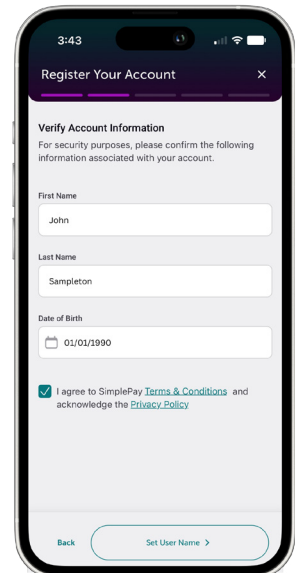 3:43
Register Your Account
Verify Account Information
For security purposes, please confirm the following
information associated with your account.
First Name
John
Last Name
Sampleton
Date of Birth
01/01/1990
I agree to SimplePay Terms & Conditions and
acknowledge the Privacy Policy
Back
Set User Name